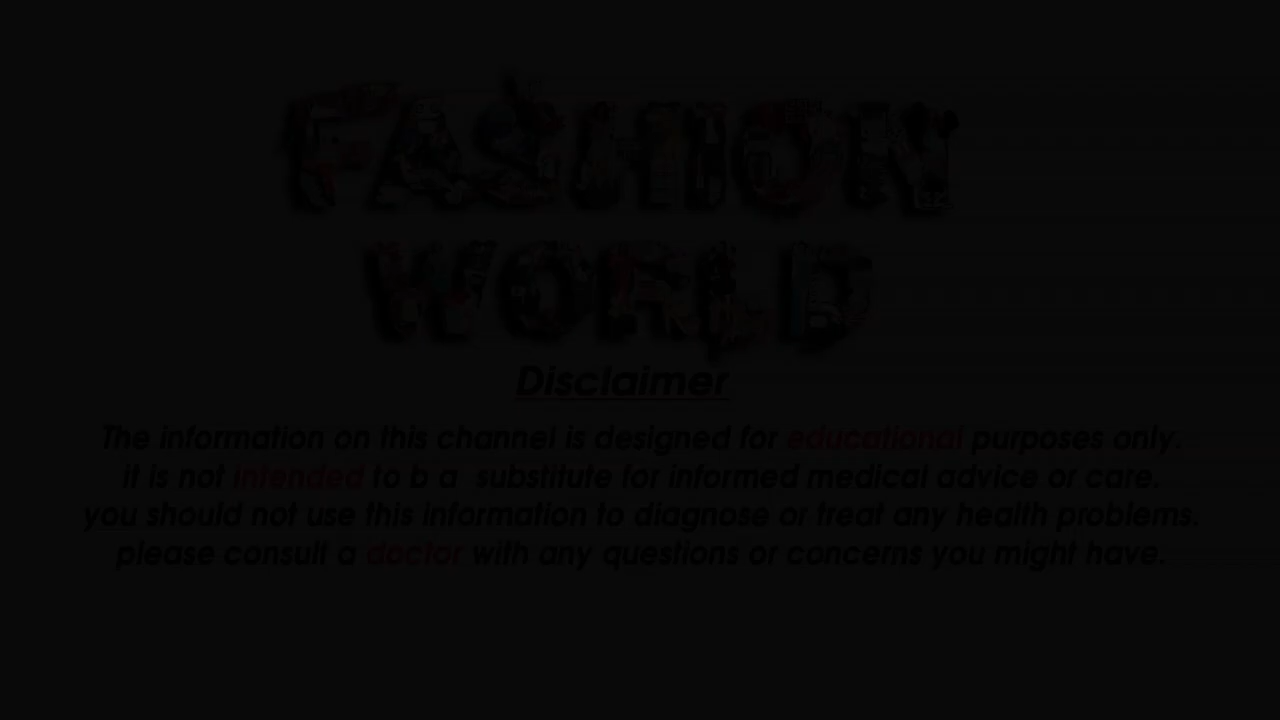 FASHION
WORLD
Disclaimer
The information on this channel is designed for educational purposes only.
it is not intended to b a substitute for informed medical advice or care.
you should not use this information to diagnose or treat any health problems.
please consult a doctor with any questions or concerns you might have.